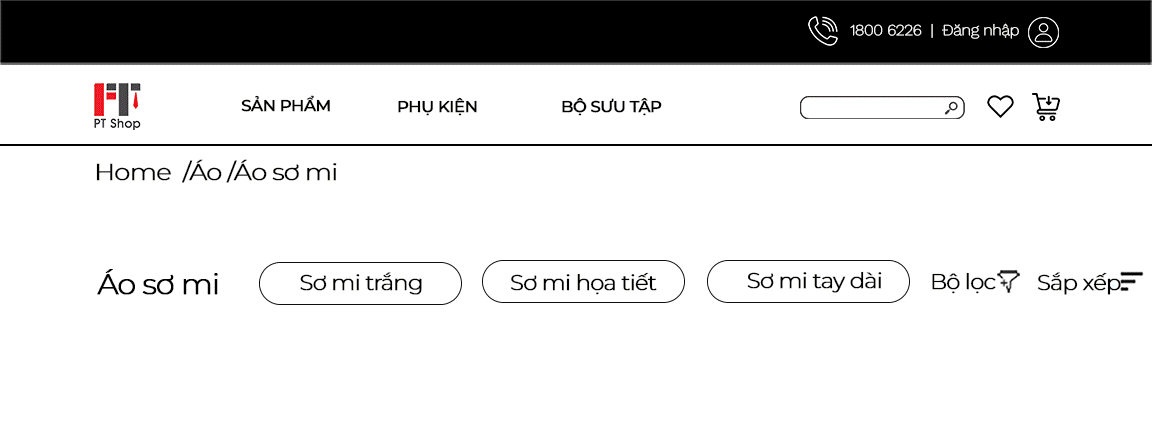 1800 6226 | Đăng nhập
PT Shop
SẢN PHẨM PHỤ KIỆN BỘ SƯU TẬP
Home /Áo /Áo sơ mi
Áo sơ mi Sơ mi trắng Sơ mi họa tiết Sơ mi tay dài Bộ lọc Sắp xếp